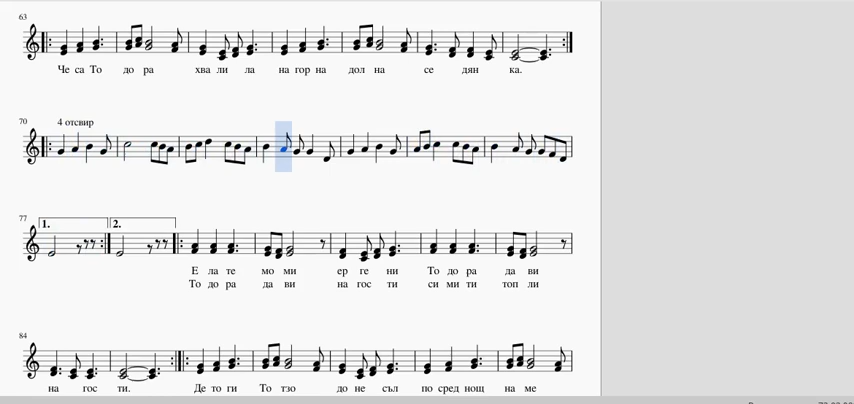 63
Че са То до ра хва ли ла на гор на дол на се дян ка.
70
4 отсвир
77
1. 2.
Е ла те мо ми ер ге ни То до ра да ви
То до ра да ви на гос ти си ми ти топ ли
84
на гос ти. Де то ги То тзо до не съл по сред нощ на ме